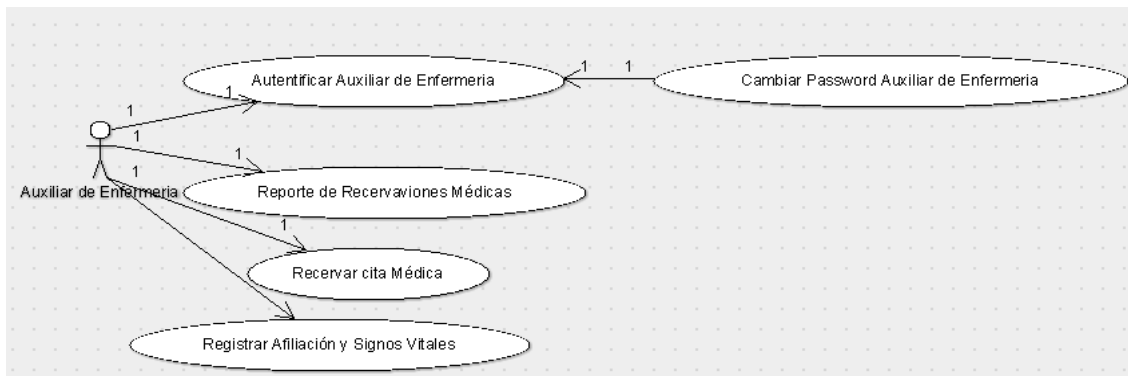 Autentificar Auxiliar de Enfermeria
1
1
Cambiar Password Auxiliar de Enfermeria
1
1
1
1
Reporte de Recervaviones Médicas
Auxiliar de Enfermeria
1
1
Recervar cita Médica
Registrar Afiliación y Signos Vitales